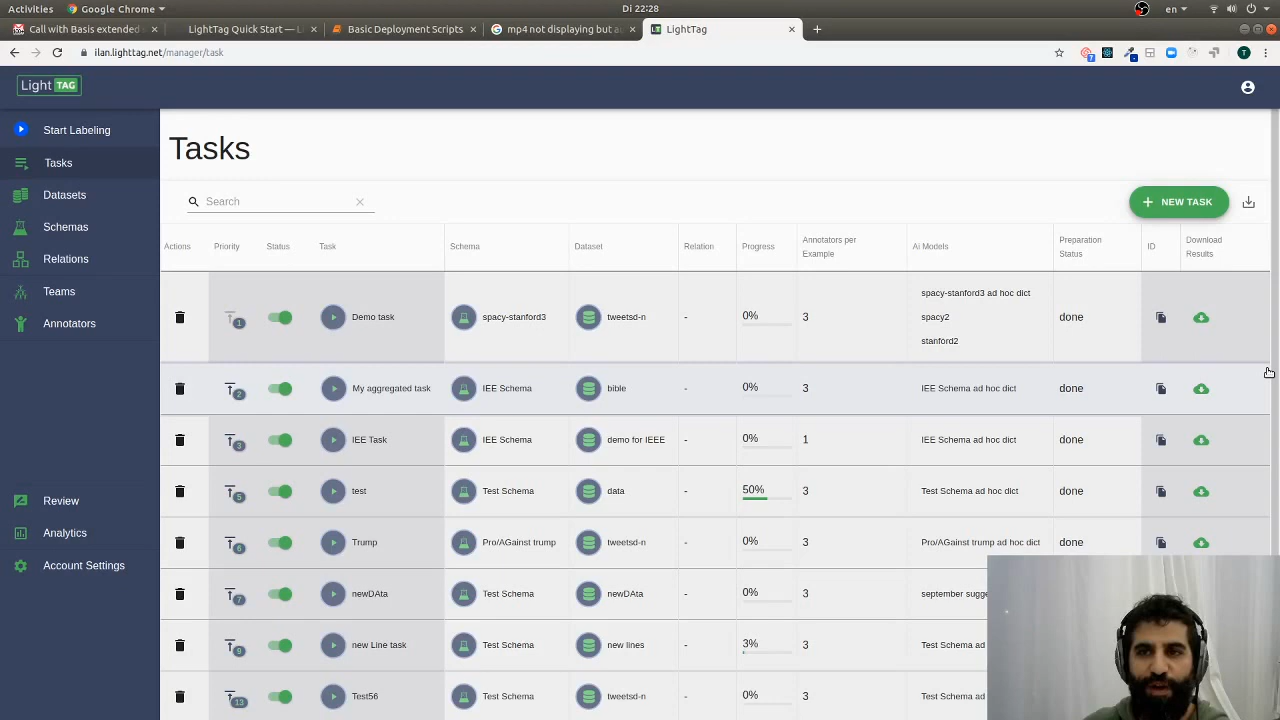 Activities Google Chrome Di 22:28 en
Call with Basis extended LightTag Quick Start — Basic Deployment Scripts mp4 not displaying but LightTag
ilan.lighttag.net/manager/task
Light TAG
Start Labeling
Tasks
Datasets
Schemas
Relations
Teams
Annotators
Review
Analytics
Account Settings
Tasks
Search
NEW TASK
Actions Priority Status Task Schema Dataset Relation Progress Annotators per Example Ai Models Preparation Status ID Download Results
1 Demo task spacy-stanford3 tweetsd-n - 0% 3 spacy-stanford3 ad hoc dict done
spacy2
stanford2
2 My aggregated task IEE Schema bible - 0% 3 IEE Schema ad hoc dict done
3 IEE Task IEE Schema demo for IEEE - 0% 1 IEE Schema ad hoc dict done
5 test Test Schema data - 50% 3 Test Schema ad hoc dict done
6 Trump Pro/AGainst trump tweetsd-n - 0% 3 Pro/AGainst trump ad hoc dict done
7 newDAta Test Schema newDAta - 0% 3 september sugge
9 new Line task Test Schema new lines - 3% 3 Test Schema ad
13 Test56 Test Schema tweetsd-n - 0% 3 Test Schema ad